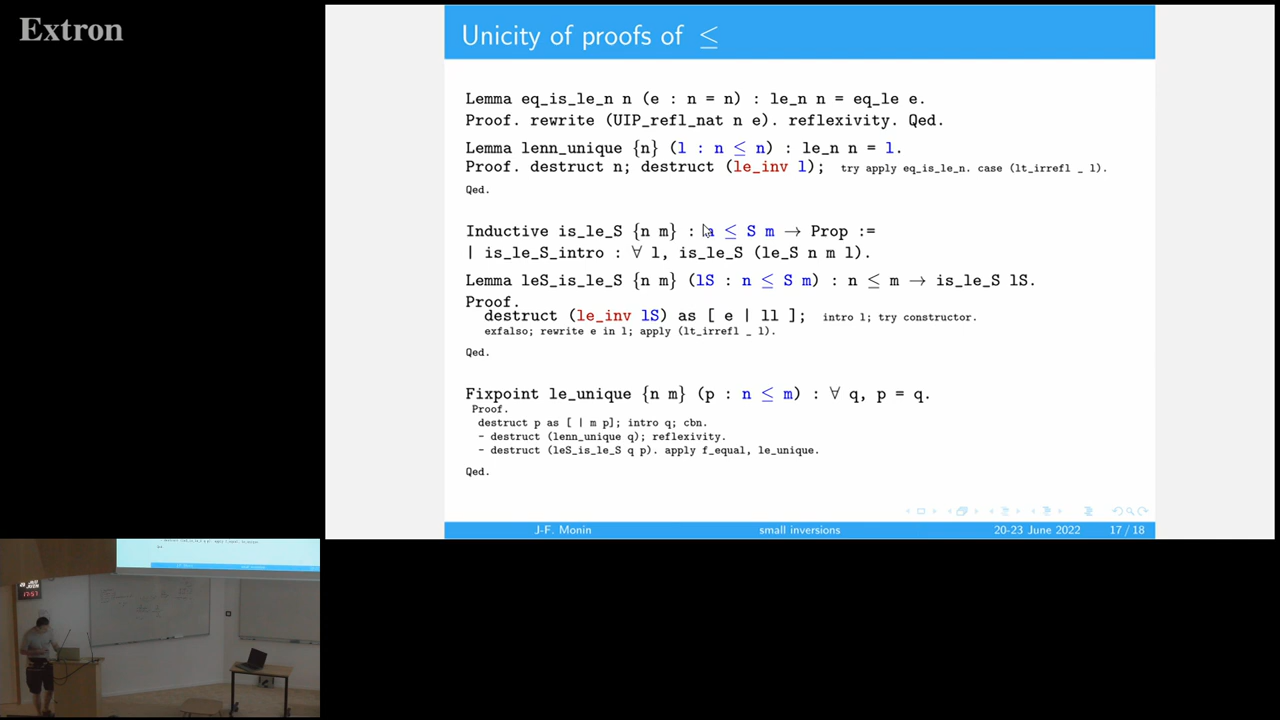 Extron
Unicity of proofs of ≤
Lemma eq_is_le_n n (e : n = n) : le_n n = eq_le e.
Proof. rewrite (UIP_refl_nat n e). reflexivity. Qed.
Lemma lenn_unique {n} (l : n ≤ n) : le_n n = l.
Proof. destruct n; destruct (le_inv l); try apply eq_is_le_n. case (lt_irrefl _ l).
Qed.
Inductive is_le_S {n m} : n ≤ S m → Prop :=
| is_le_S_intro : ∀ l, is_le_S (le_S n m l).
Lemma leS_is_le_S {n m} (lS : n ≤ S m) : n ≤ m → is_le_S lS.
Proof.
destruct (le_inv lS) as [ e | ll ]; intro l; try constructor.
exfalso; rewrite e in l; apply (lt_irrefl _ l).
Qed.
Fixpoint le_unique {n m} (p : n ≤ m) : ∀ q, p = q.
Proof.
destruct p as [ | m p]; intro q; cbn.
- destruct (lenn_unique q); reflexivity.
- destruct (leS_is_le_S q p). apply f_equal, le_unique.
Qed.
J-F. Monin small inversions 20-23 June 2022 17 / 18
17:57